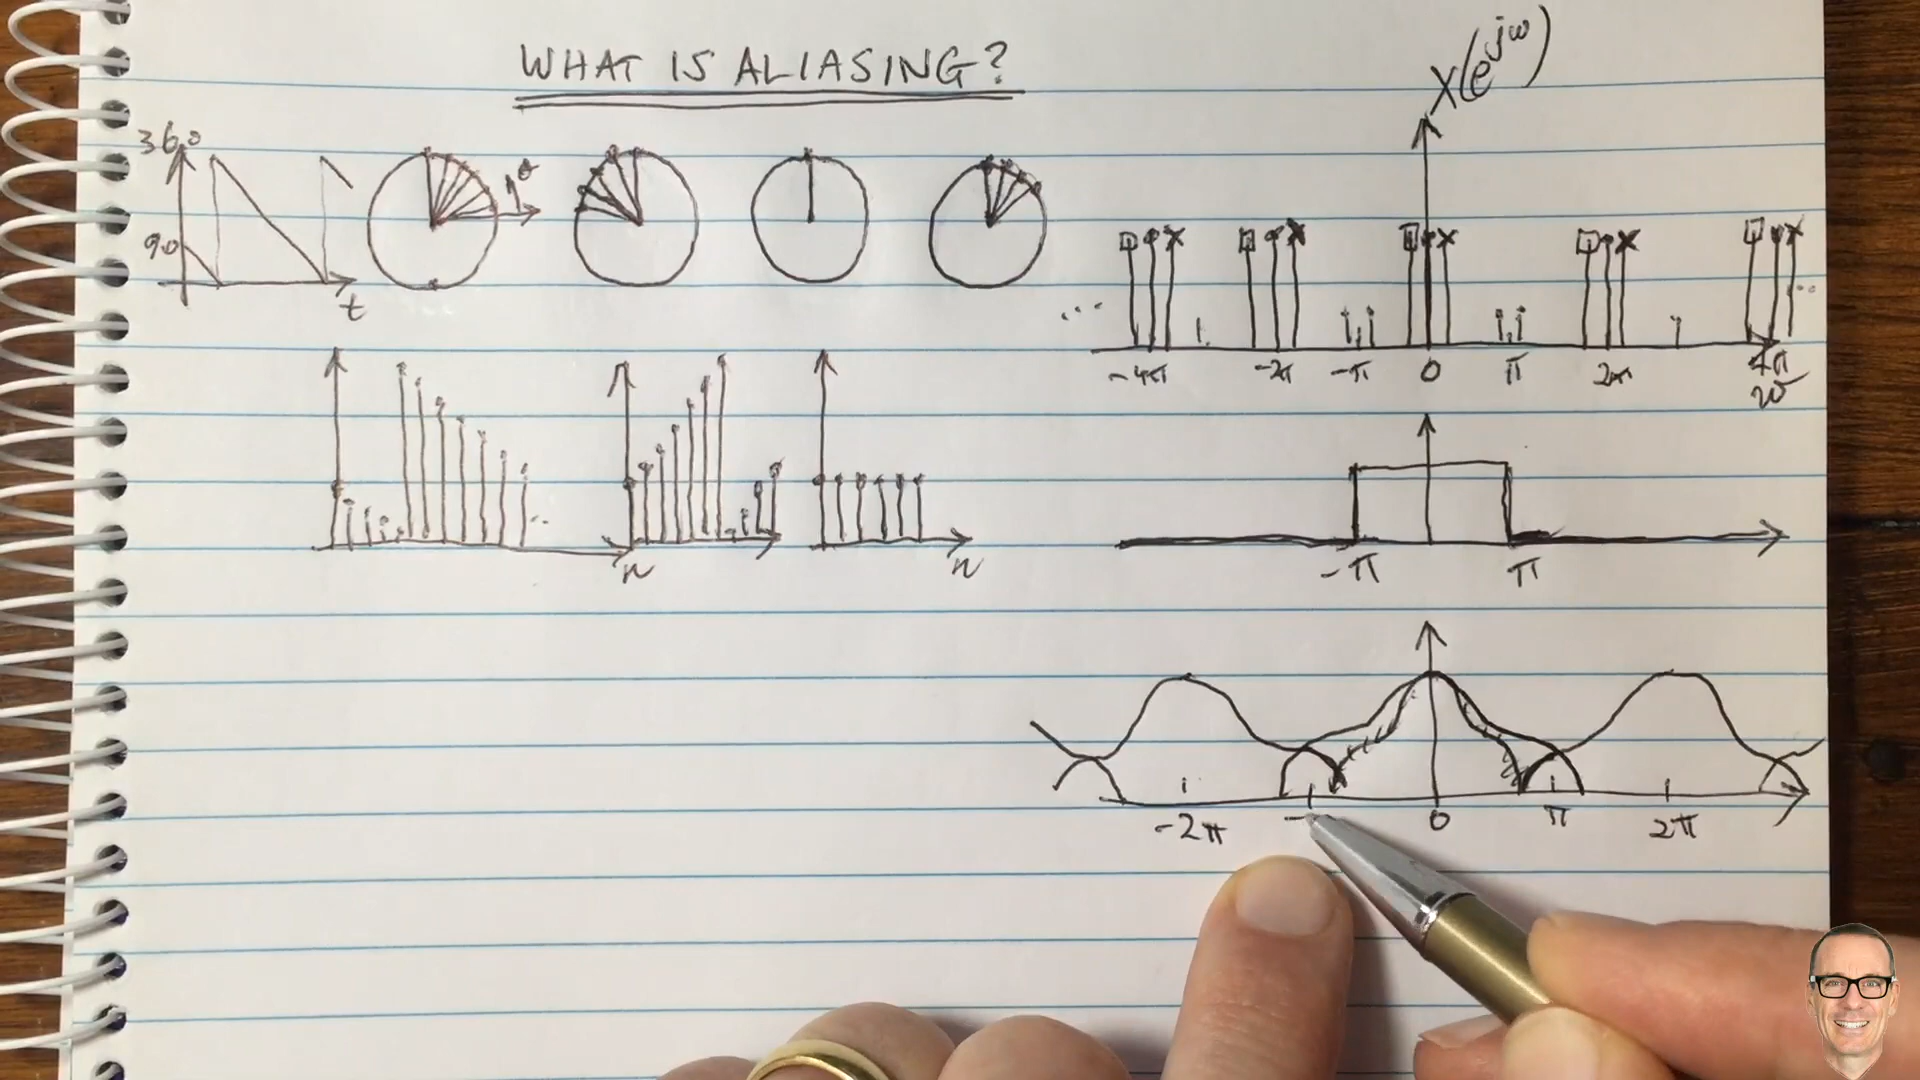 WHAT IS ALIASING?
X(e^jω)
360
90
t
θ
...
-4π -2π -π 0 π 2π 4π
ω
n n n
-π π
-2π - 0 π 2π